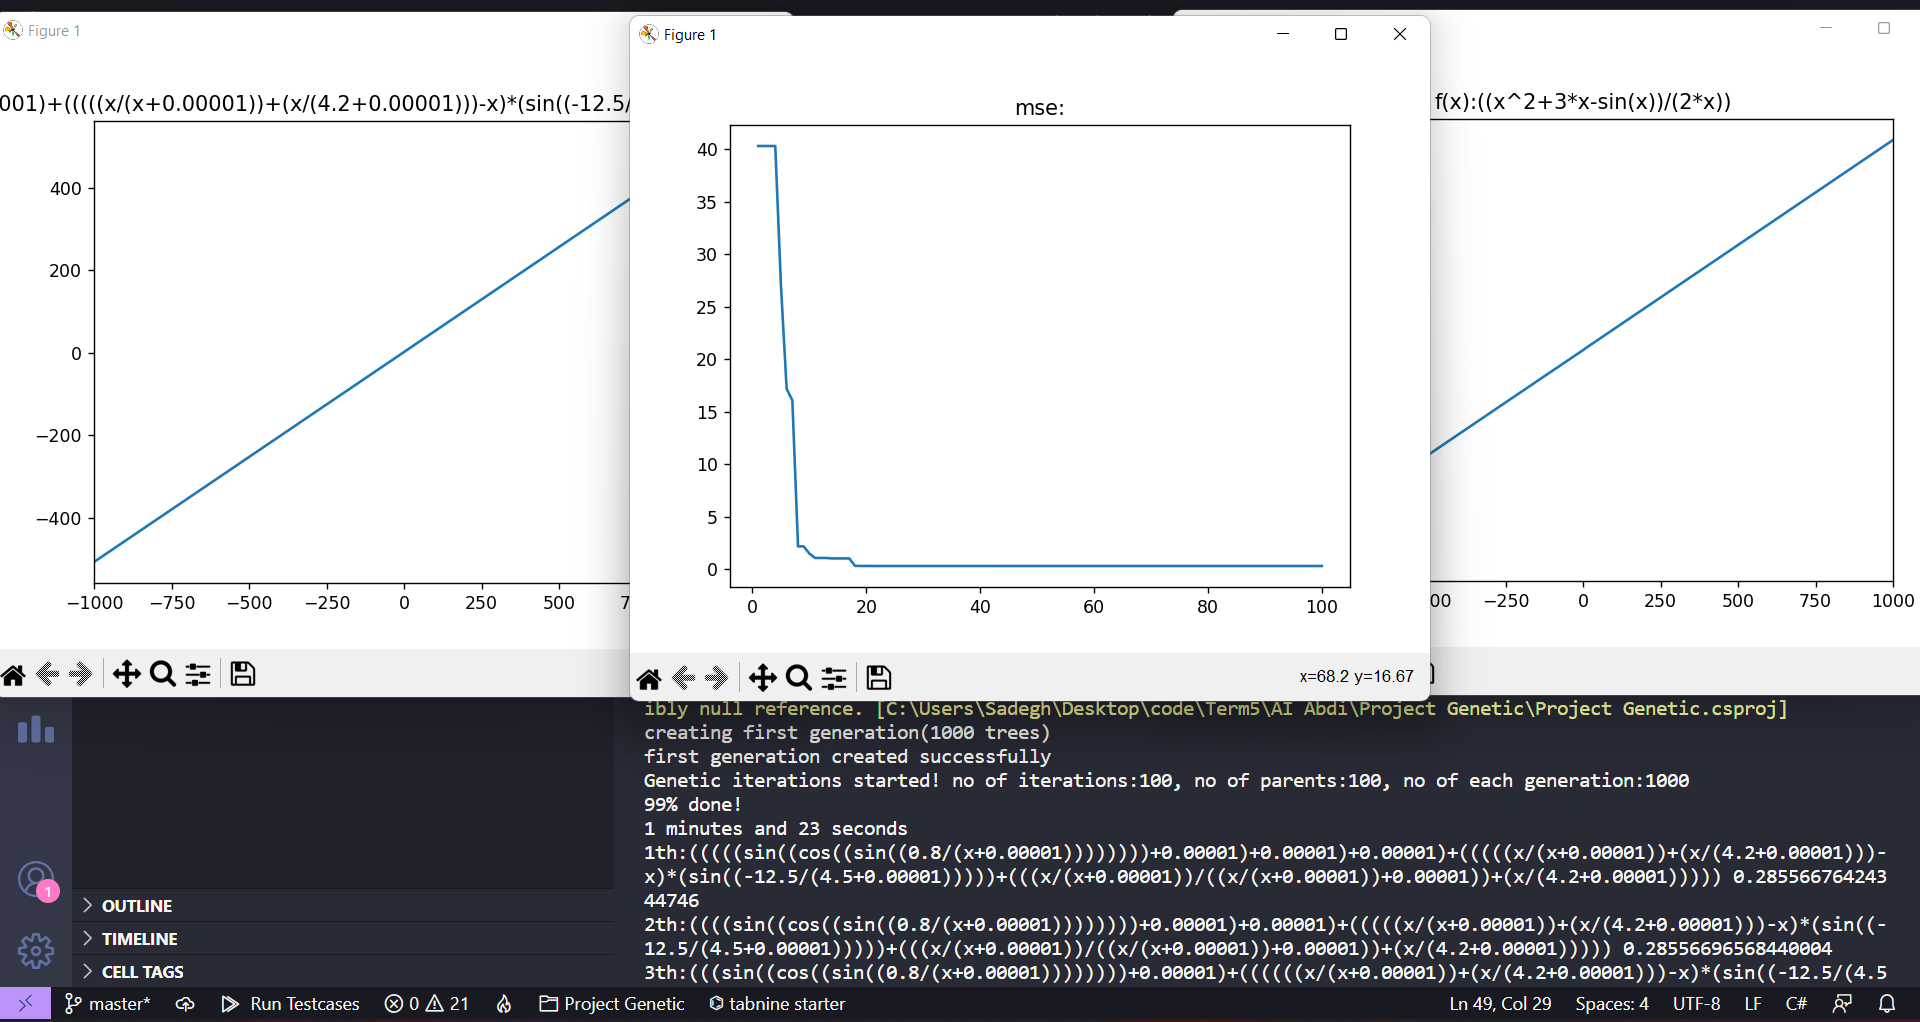 Figure 1
001)+(((((x/(x+0.00001))+(x/(4.2+0.00001)))-x)*(sin((-12.5/
400
200
0
−200
−400
−1000 −750 −500 −250 0 250 500 7
Figure 1
mse:
40
35
30
25
20
15
10
5
0
0 20 40 60 80 100
x=68.2 y=16.67
f(x):((x^2+3*x-sin(x))/(2*x))
00 −250 0 250 500 750 1000
ibly null reference. [C:\Users\Sadegh\Desktop\code\Term5\AI Abdi\Project Genetic\Project Genetic.csproj]
creating first generation(1000 trees)
first generation created successfully
Genetic iterations started! no of iterations:100, no of parents:100, no of each generation:1000
99% done!
1 minutes and 23 seconds
1th:(((((sin((cos((sin((0.8/(x+0.00001))))))))+0.00001)+0.00001)+0.00001)+(((((x/(x+0.00001))+(x/(4.2+0.00001)))-
x)*(sin((-12.5/(4.5+0.00001)))))+(((x/(x+0.00001))/((x/(x+0.00001))+0.00001))+(x/(4.2+0.00001))))) 0.285566764243
44746
2th:((((sin((cos((sin((0.8/(x+0.00001))))))))+0.00001)+0.00001)+(((((x/(x+0.00001))+(x/(4.2+0.00001)))-x)*(sin((-
12.5/(4.5+0.00001)))))+(((x/(x+0.00001))/((x/(x+0.00001))+0.00001))+(x/(4.2+0.00001))))) 0.28556696568440004
3th:(((sin((cos((sin((0.8/(x+0.00001))))))))+0.00001)+((((((x/(x+0.00001))+(x/(4.2+0.00001)))-x)*(sin((-12.5/(4.5
1
OUTLINE
TIMELINE
CELL TAGS
master* Run Testcases 0 21 Project Genetic tabnine starter Ln 49, Col 29 Spaces: 4 UTF-8 LF C#